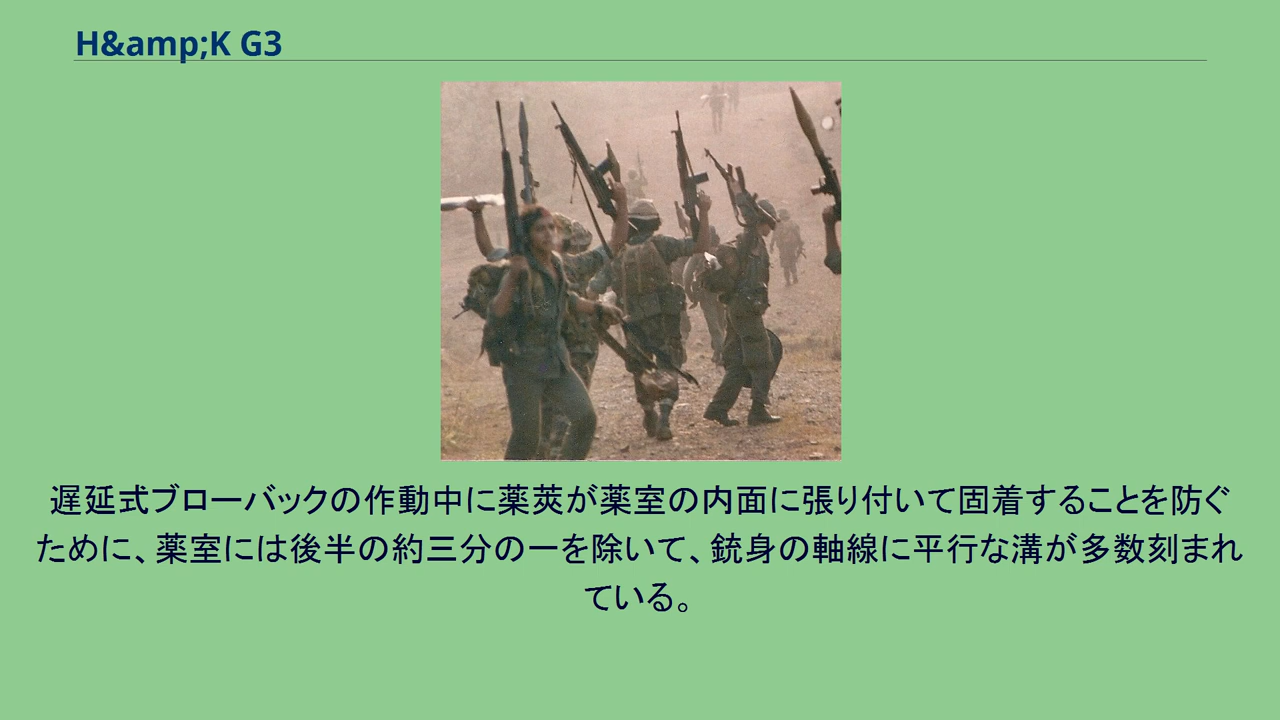 H&amp;K G3
遅延式ブローバックの作動中に薬莢が薬室の内面に張り付いて固着することを防ぐ
ために、薬室には後半の約三分の一を除いて、銃身の軸線に平行な溝が多数刻まれ
ている。